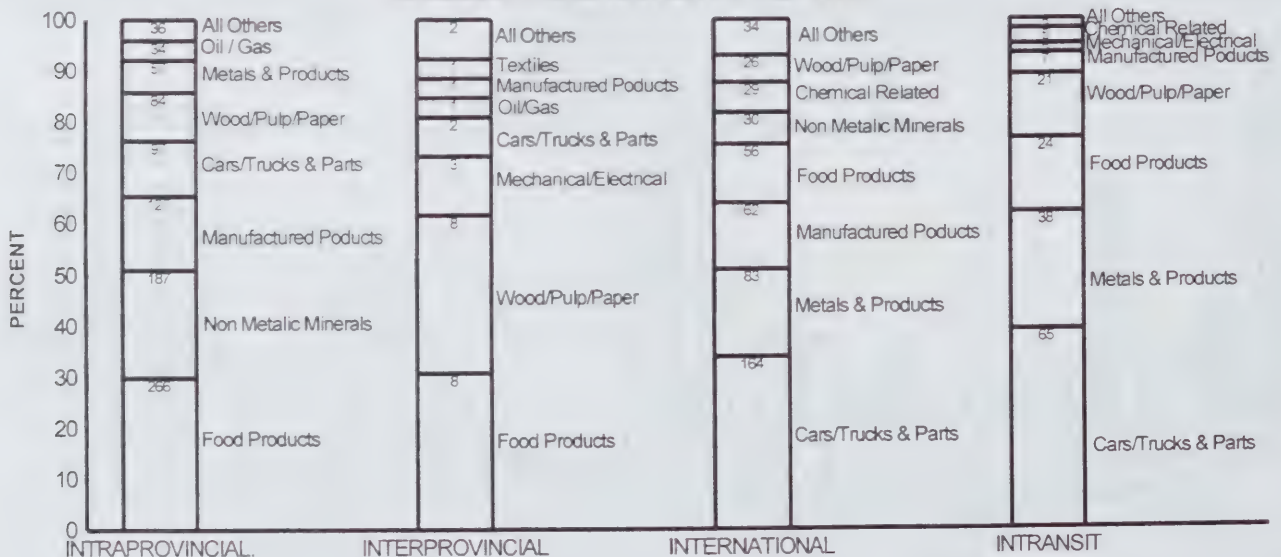 PERCENT
100
90
80
70
60
50
40
30
20
10
0
36 All Others
34 Oil / Gas
Metals & Products
84 Wood/Pulp/Paper
Cars/Trucks & Parts
Manufactured Poducts
187
Non Metalic Minerals
266
Food Products
INTRAPROVINCIAL.
2
All Others
Textiles
Manufactured Poducts
Oil/Gas
2
Cars/Trucks & Parts
3
Mechanical/Electrical
8
Wood/Pulp/Paper
8
Food Products
INTERPROVINCIAL
34
All Others
26 Wood/Pulp/Paper
29 Chemical Related
30 Non Metalic Minerals
56
Food Products
62
Manufactured Poducts
83
Metals & Products
164
Cars/Trucks & Parts
INTERNATIONAL
All Others
Chemical Related
Mechanical/Electrical
Manufactured Poducts
21
Wood/Pulp/Paper
24
Food Products
38
Metals & Products
65
Cars/Trucks & Parts
INTRANSIT